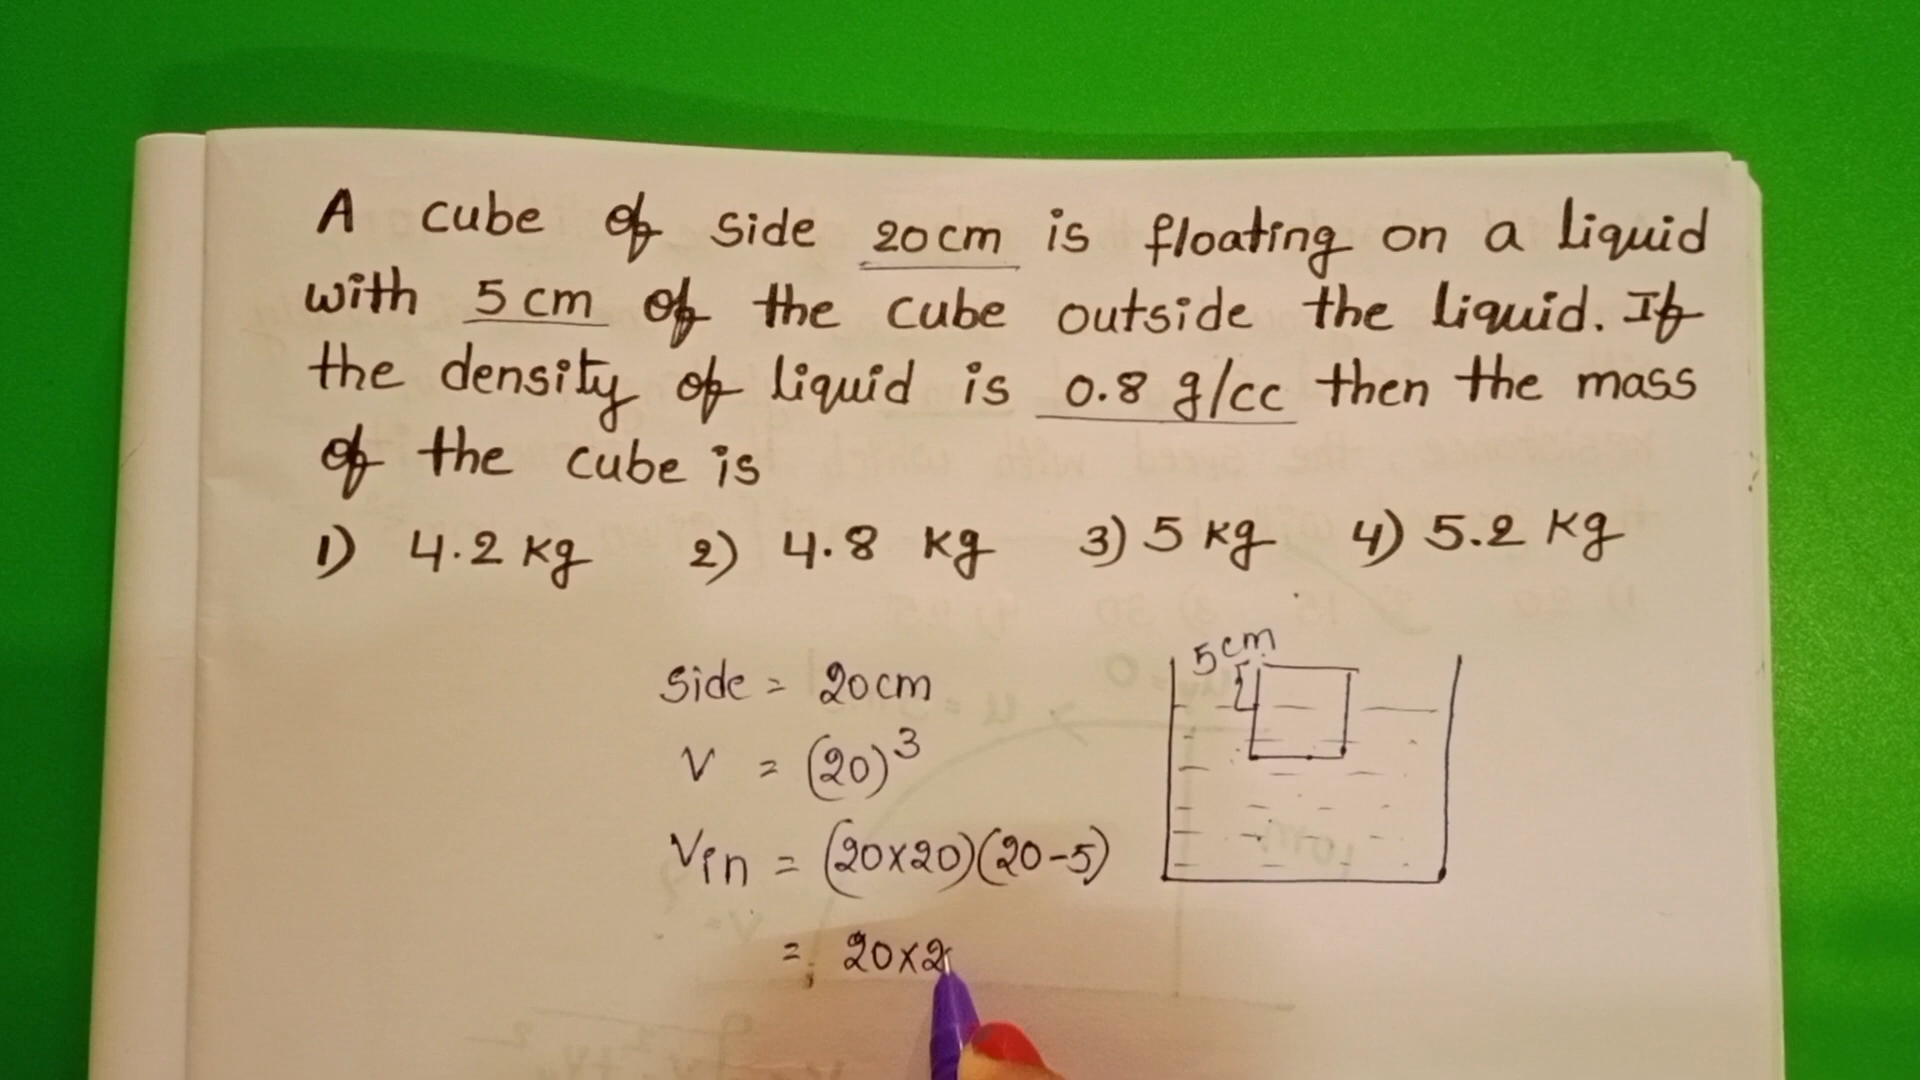 A cube of side 20cm is floating on a liquid
with 5cm of the cube outside the liquid. If
the density of liquid is 0.8 g/cc then the mass
of the cube is
1) 4.2 kg 2) 4.8 kg 3) 5 kg 4) 5.2 kg
5cm
Side = 20cm
V = (20)³
Vin = (20×20)(20-5)
= 20×2